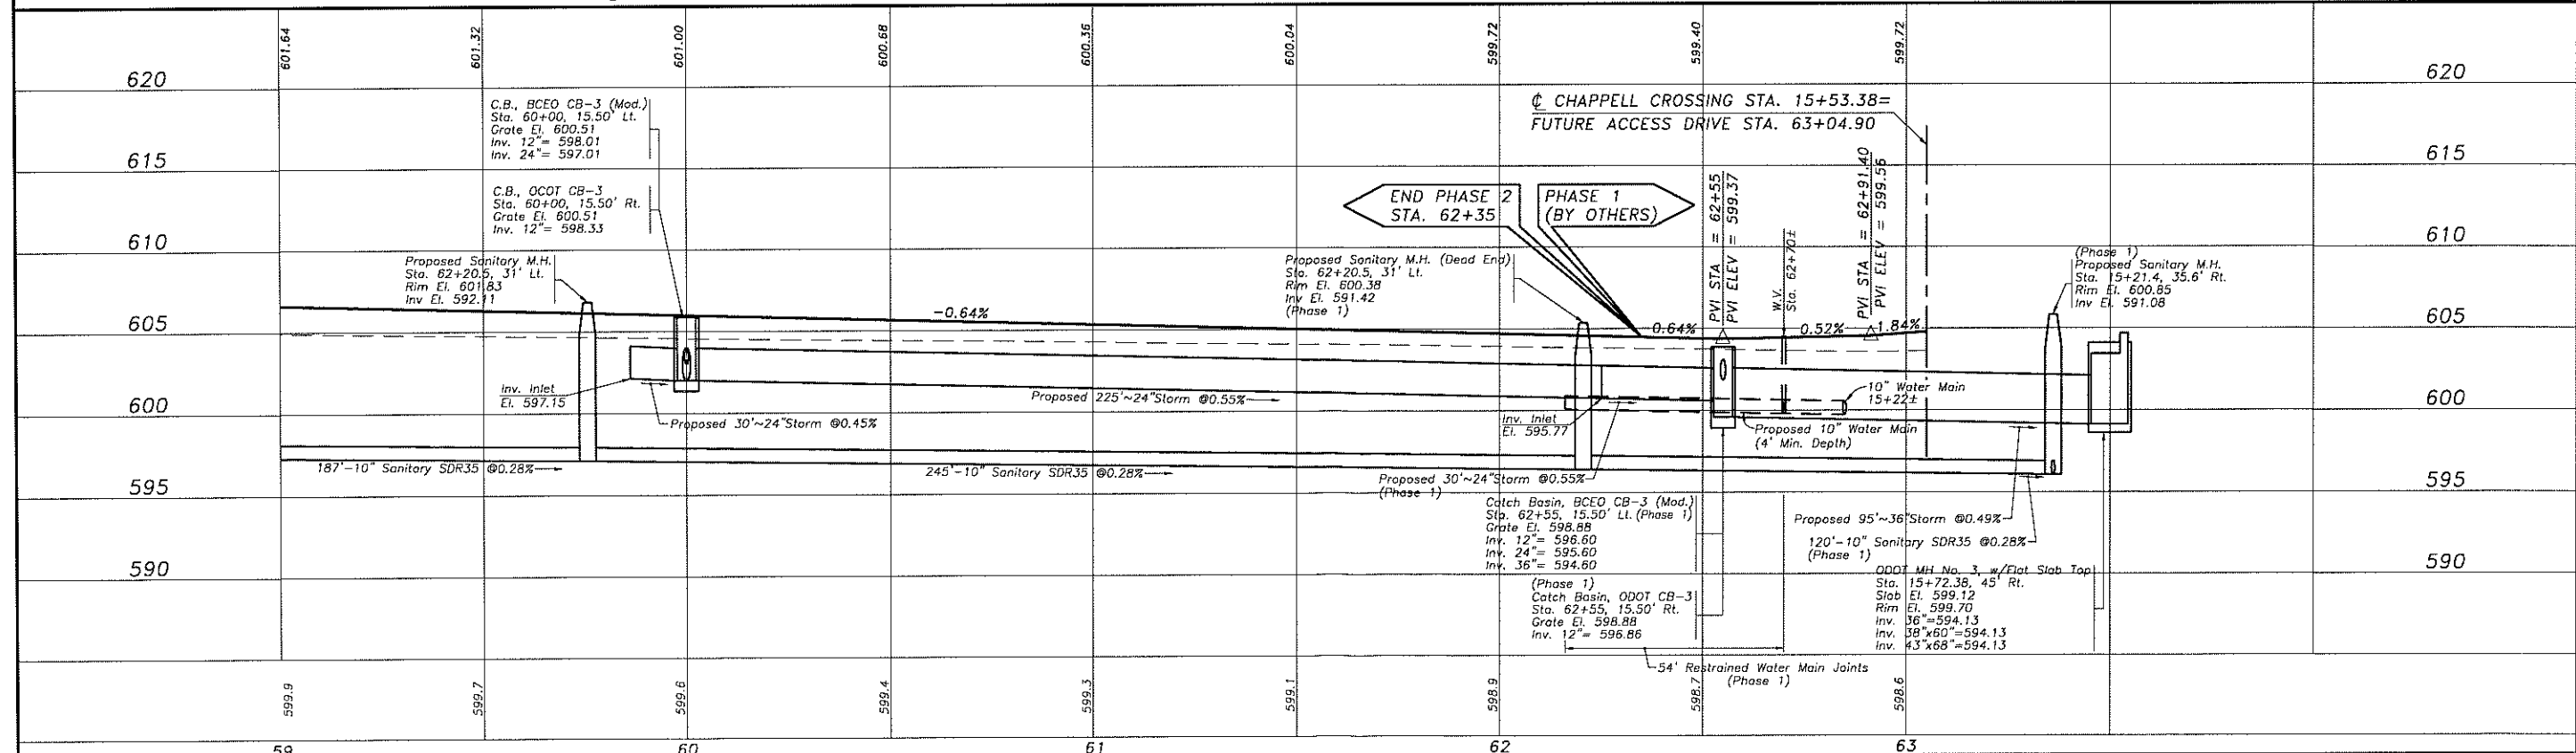 601.64
601.32
601.00
600.68
600.36
600.04
599.72
599.40
599.72
620
620
C.B., BCEO CB-3 (Mod.)
Sta. 60+00, 15.50' Lt.
Grate El. 600.51
Inv. 12"= 598.01
Inv. 24"= 597.01
℄ CHAPPELL CROSSING STA. 15+53.38=
FUTURE ACCESS DRIVE STA. 63+04.90
615
615
C.B., OCOT CB-3
Sta. 60+00, 15.50' Rt.
Grate El. 600.51
Inv. 12"= 598.33
END PHASE 2
STA. 62+35
PHASE 1
(BY OTHERS)
PVI STA = 62+55
PVI ELEV = 599.37
W.V.
Sta. 62+70±
PVI STA = 62+91.40
PVI ELEV = 599.56
610
610
Proposed Sanitary M.H.
Sta. 62+20.5, 31' Lt.
Rim El. 601.83
Inv El. 592.11
Proposed Sanitary M.H. (Dead End)
Sta. 62+20.5, 31' Lt.
Rim El. 600.38
Inv El. 591.42
(Phase 1)
(Phase 1)
Proposed Sanitary M.H.
Sta. 15+21.4, 35.6' Rt.
Rim El. 600.85
Inv El. 591.08
605
605
-0.64%
0.64%
0.52%
1.84%
Inv. Inlet
El. 597.15
Proposed 225'~24"Storm @0.55%
10" Water Main
15+22±
600
600
Proposed 30'~24"Storm @0.45%
Inv. Inlet
El. 595.77
Proposed 10" Water Main
(4' Min. Depth)
187'-10" Sanitary SDR35 @0.28%
245'-10" Sanitary SDR35 @0.28%
Proposed 30'~24"Storm @0.55%
(Phase 1)
595
595
Catch Basin, BCEO CB-3 (Mod.)
Sta. 62+55, 15.50' Lt. (Phase 1)
Grate El. 598.88
Inv. 12"= 596.60
Inv. 24"= 595.60
Inv. 36"= 594.60
Proposed 95'~36"Storm @0.49%
120'-10" Sanitary SDR35 @0.28%
(Phase 1)
590
590
(Phase 1)
Catch Basin, ODOT CB-3
Sta. 62+55, 15.50' Rt.
Grate El. 598.88
Inv. 12"= 596.86
ODOT MH No. 3, w/Flat Slab Top
Sta. 15+72.38, 45' Rt.
Slab El. 599.12
Rim El. 599.70
Inv. 36"=594.13
Inv. 38"x60"=594.13
Inv. 43"x68"=594.13
54' Restrained Water Main Joints
(Phase 1)
599.9
599.7
599.6
599.4
599.3
599.1
598.9
598.7
598.6
59
60
61
62
63